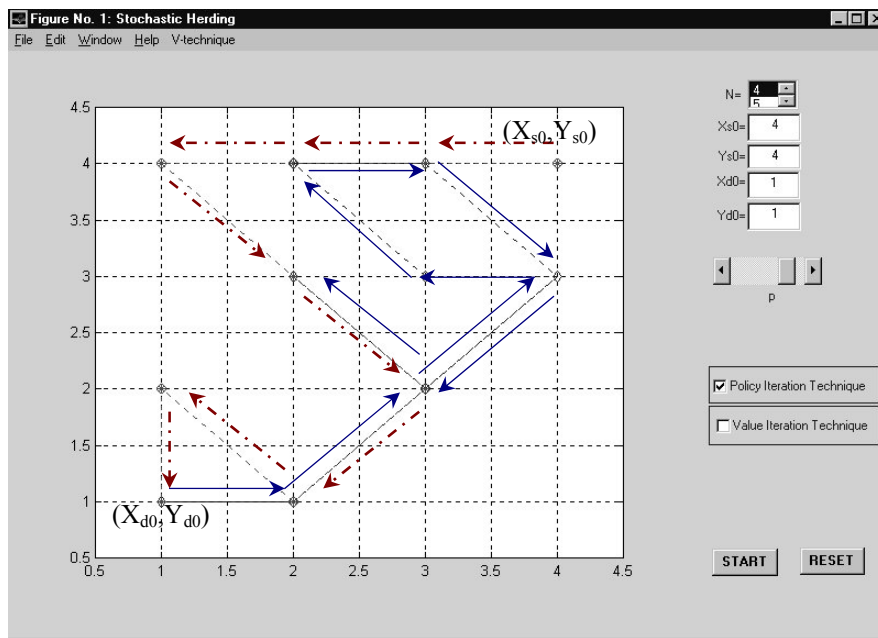 Figure No. 1: Stochastic Herding
File Edit Window Help V-technique
N= 4
5
Xs0= 4
Ys0= 4
Xd0= 1
Yd0= 1
p
Policy Iteration Technique
Value Iteration Technique
START RESET
4.5
4
3.5
3
2.5
2
1.5
1
0.5
0.5 1 1.5 2 2.5 3 3.5 4 4.5
(Xs0,Ys0)
(Xd0,Yd0)